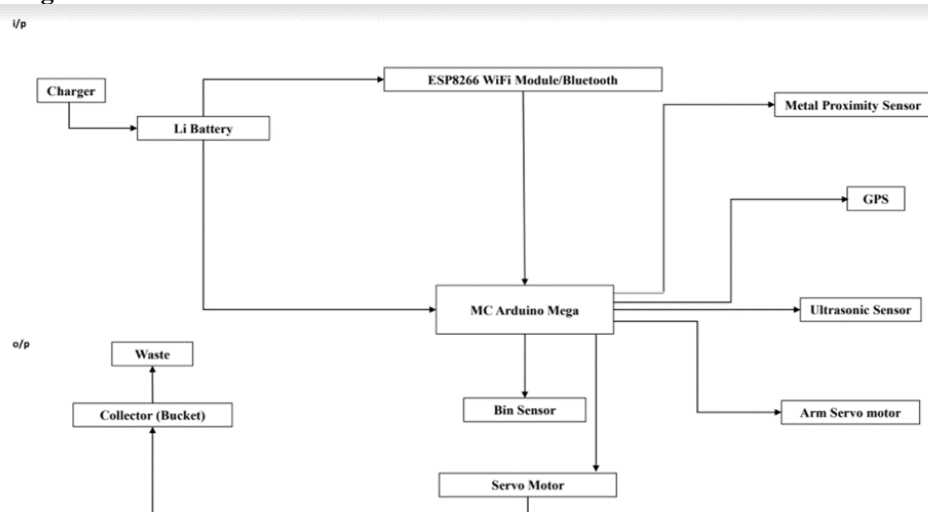 i/p
ESP8266 WiFi Module/Bluetooth
Charger
Metal Proximity Sensor
Li Battery
GPS
MC Arduino Mega
Ultrasonic Sensor
o/p
Waste
Collector (Bucket)
Bin Sensor
Arm Servo motor
Servo Motor